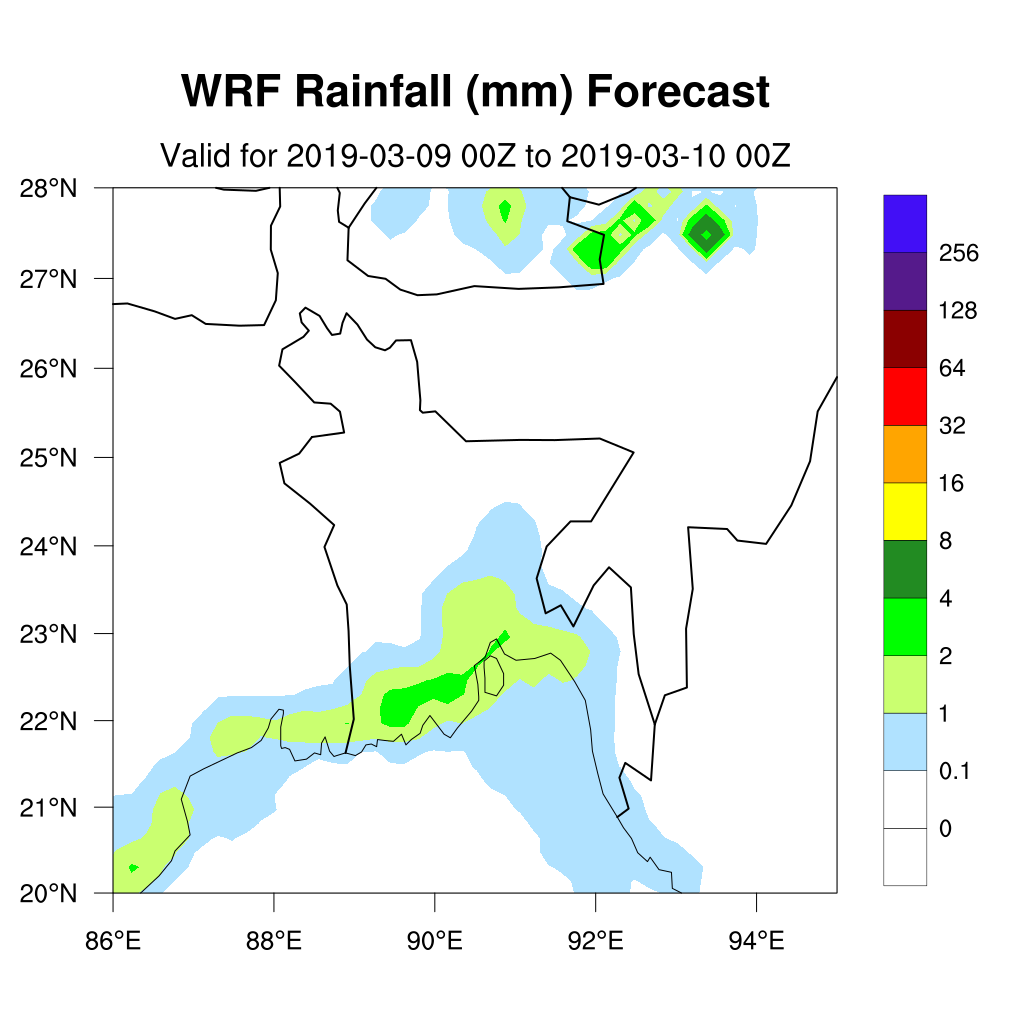 WRF Rainfall (mm) Forecast
Valid for 2019-03-09 00Z to 2019-03-10 00Z
28°N
27°N
26°N
25°N
24°N
23°N
22°N
21°N
20°N
86°E 88°E 90°E 92°E 94°E
256
128
64
32
16
8
4
2
1
0.1
0